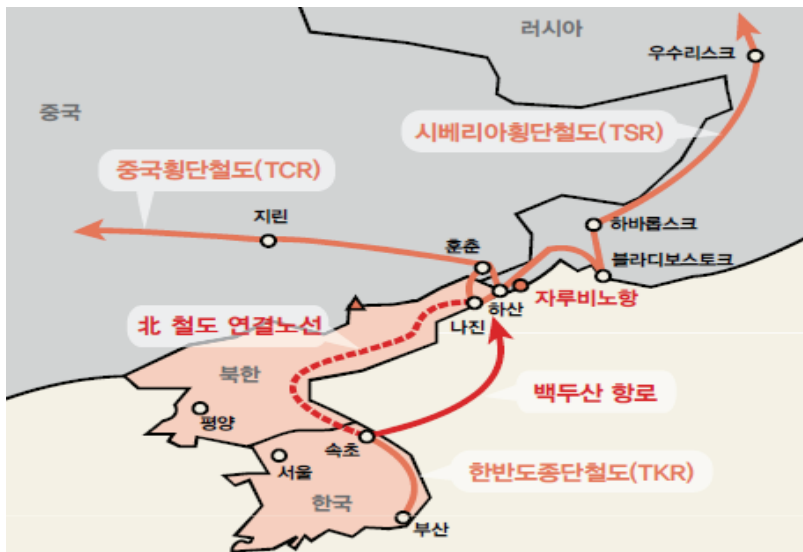 러시아
우수리스크
중국
시베리아횡단철도(TSR)
중국횡단철도(TCR)
지린
하바롭스크
훈춘
블라디보스토크
하산
자루비노항
나진
北 철도 연결노선
북한
백두산 항로
평양
속초
서울
한반도종단철도(TKR)
한국
부산